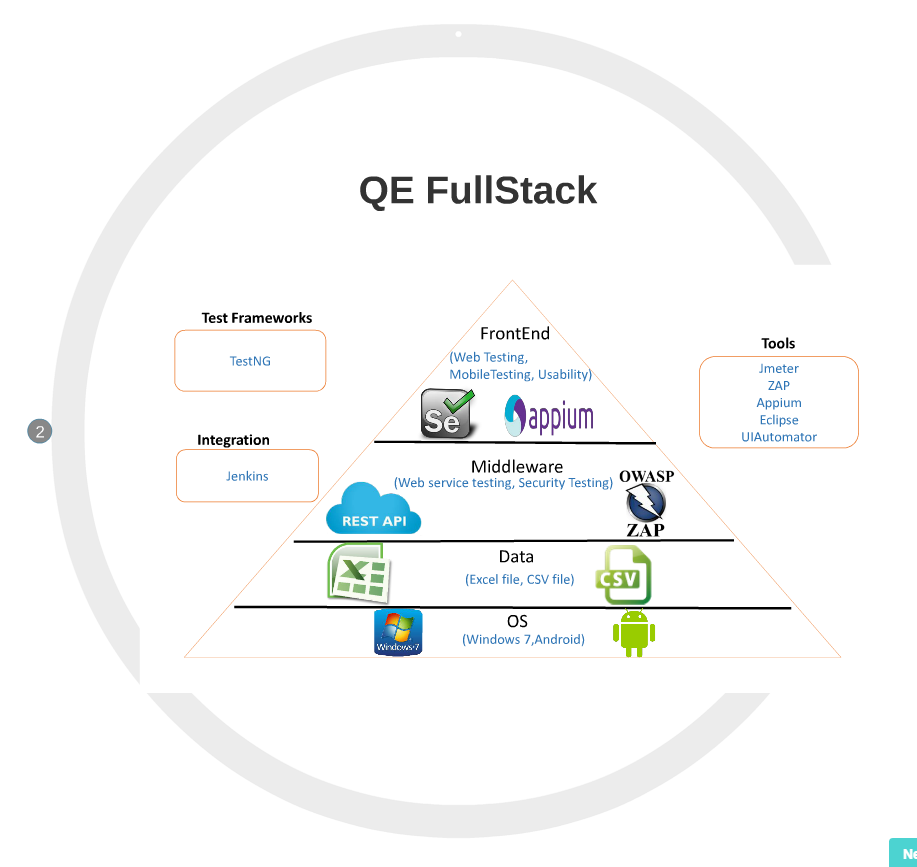 QE FullStack
Test Frameworks
TestNG
Integration
Jenkins
2
FrontEnd
(Web Testing,
MobileTesting, Usability)
Se
appium
Middleware
(Web service testing, Security Testing)
REST API
OWASP
ZAP
Data
(Excel file, CSV file)
X
CSV
OS
(Windows 7,Android)
Windows7
Tools
Jmeter
ZAP
Appium
Eclipse
UIAutomator